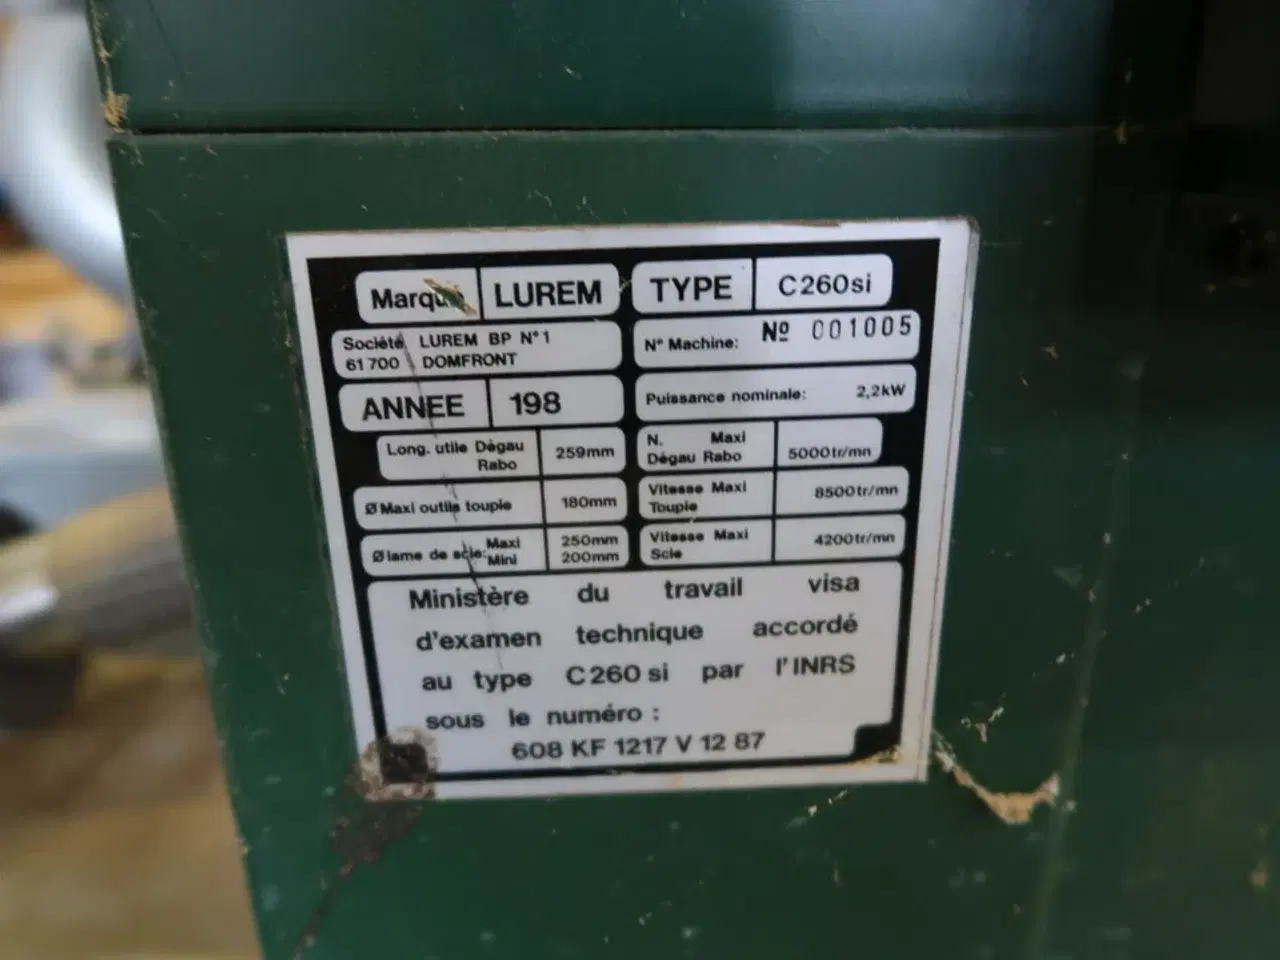 Marque LUREM TYPE C260si
Société LUREM BP N°1
61700 DOMFRONT
N° Machine: Nº 001005
ANNEE 198
Puissance nominale: 2,2kW
Long. utile Dégau
Rabo
259mm
N. Maxi
Dégau Rabo
5000tr/mn
Ø Maxi outils toupie 180mm
Vitesse Maxi
Toupie
8500tr/mn
Ø lame de scie: Maxi 250mm
Mini 200mm
Vitesse Maxi
Scie
4200tr/mn
Ministère du travail visa
d'examen technique accordé
au type C260 si par l'INRS
sous le numéro :
608 KF 1217 V 12 87